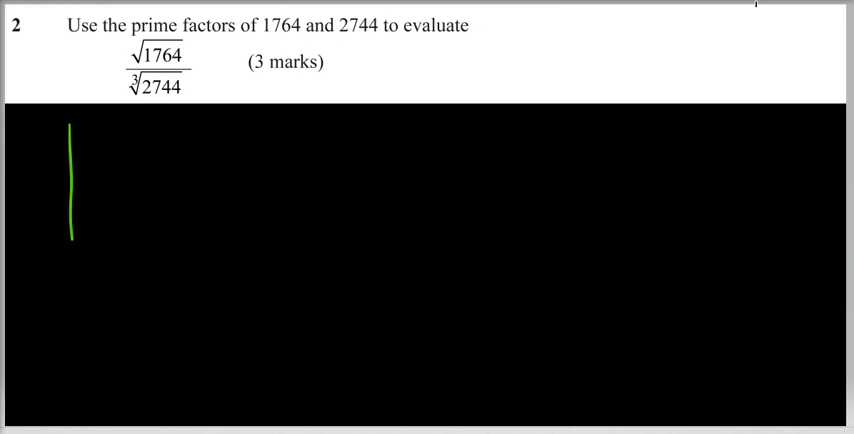 2 Use the prime factors of 1764 and 2744 to evaluate
√1764
(3 marks)
∛2744